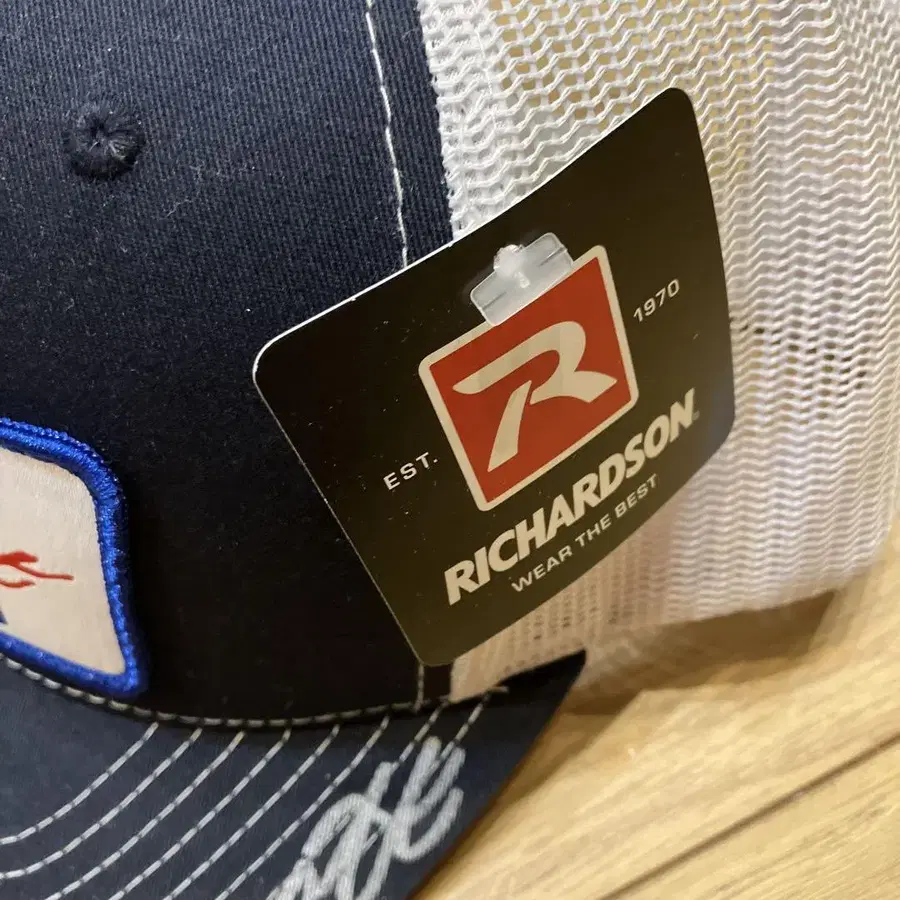 EST. 1970
R
RICHARDSON
WEAR THE BEST